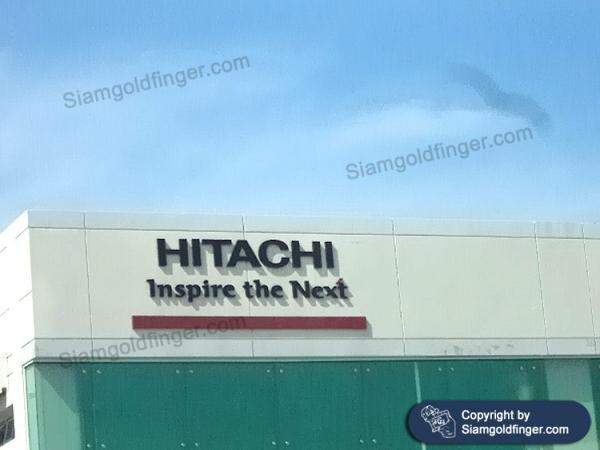 Siamgoldfinger.com
Siamgoldfinger.com
HITACHI
Inspire the Next
Siamgoldfinger.com
Copyright by
Siamgoldfinger.com